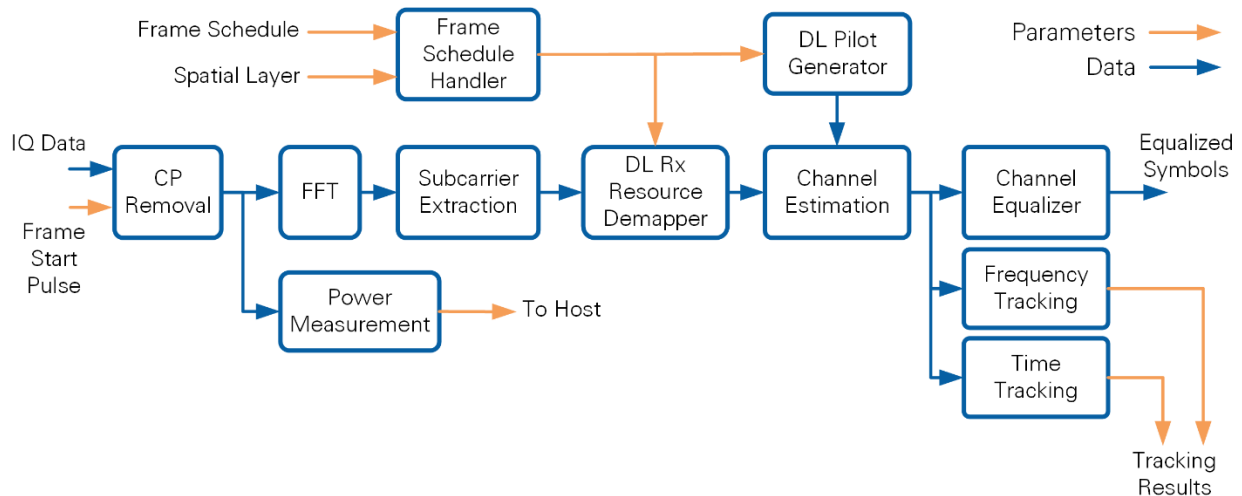 Frame Schedule
Spatial Layer
Frame
Schedule
Handler
DL Pilot
Generator
Parameters
Data
IQ Data
Frame
Start
Pulse
CP
Removal
FFT
Subcarrier
Extraction
DL Rx
Resource
Demapper
Channel
Estimation
Channel
Equalizer
Equalized
Symbols
Power
Measurement
To Host
Frequency
Tracking
Time
Tracking
Tracking
Results